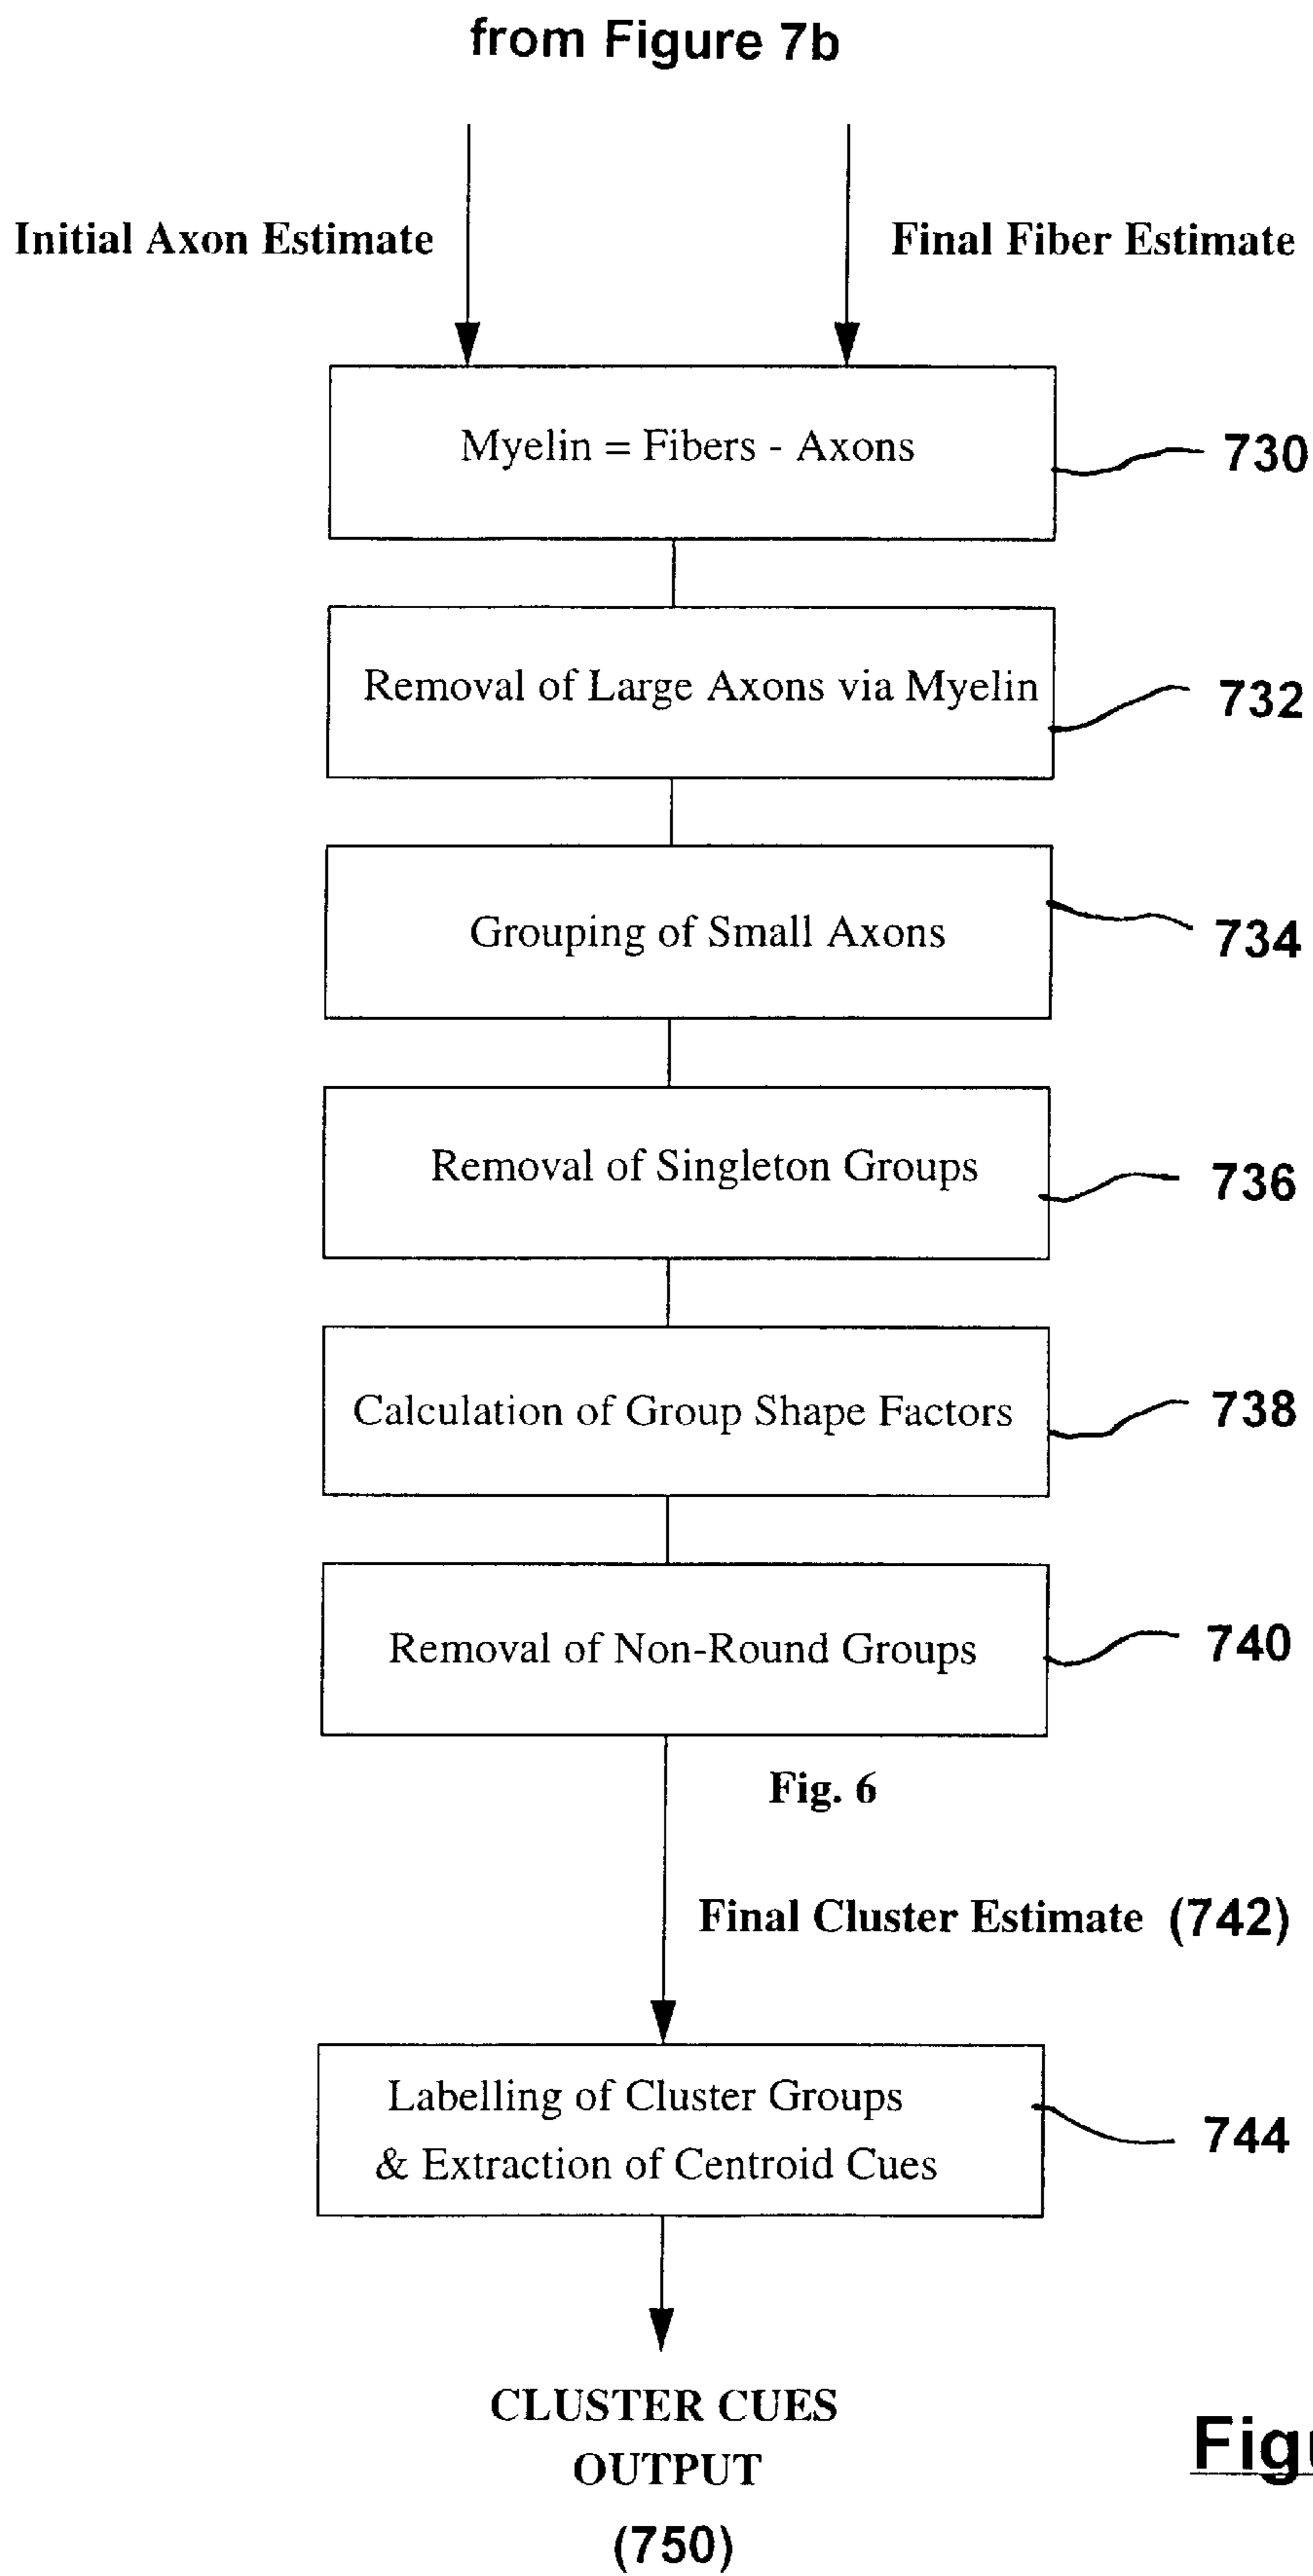 from Figure 7b
Initial Axon Estimate
Final Fiber Estimate
Myelin = Fibers - Axons
730
Removal of Large Axons via Myelin
732
Grouping of Small Axons
734
Removal of Singleton Groups
736
Calculation of Group Shape Factors
738
Removal of Non-Round Groups
740
Fig. 6
Final Cluster Estimate (742)
Labelling of Cluster Groups
& Extraction of Centroid Cues
744
CLUSTER CUES
OUTPUT
(750)